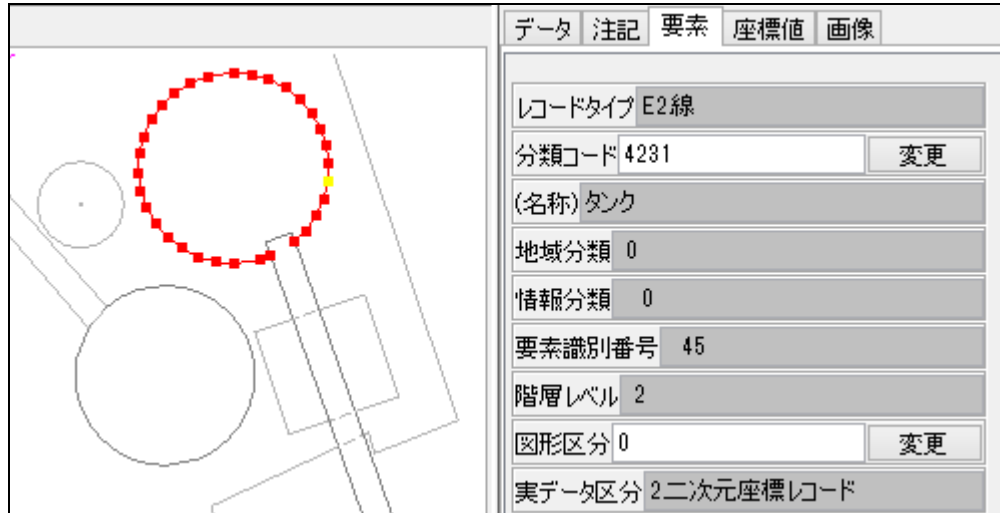 データ 注記 要素 座標値 画像
レコードタイプ E2線
分類コード 4231 変更
(名称) タンク
地域分類 0
情報分類 0
要素識別番号 45
階層レベル 2
図形区分 0 変更
実データ区分 2二次元座標レコード